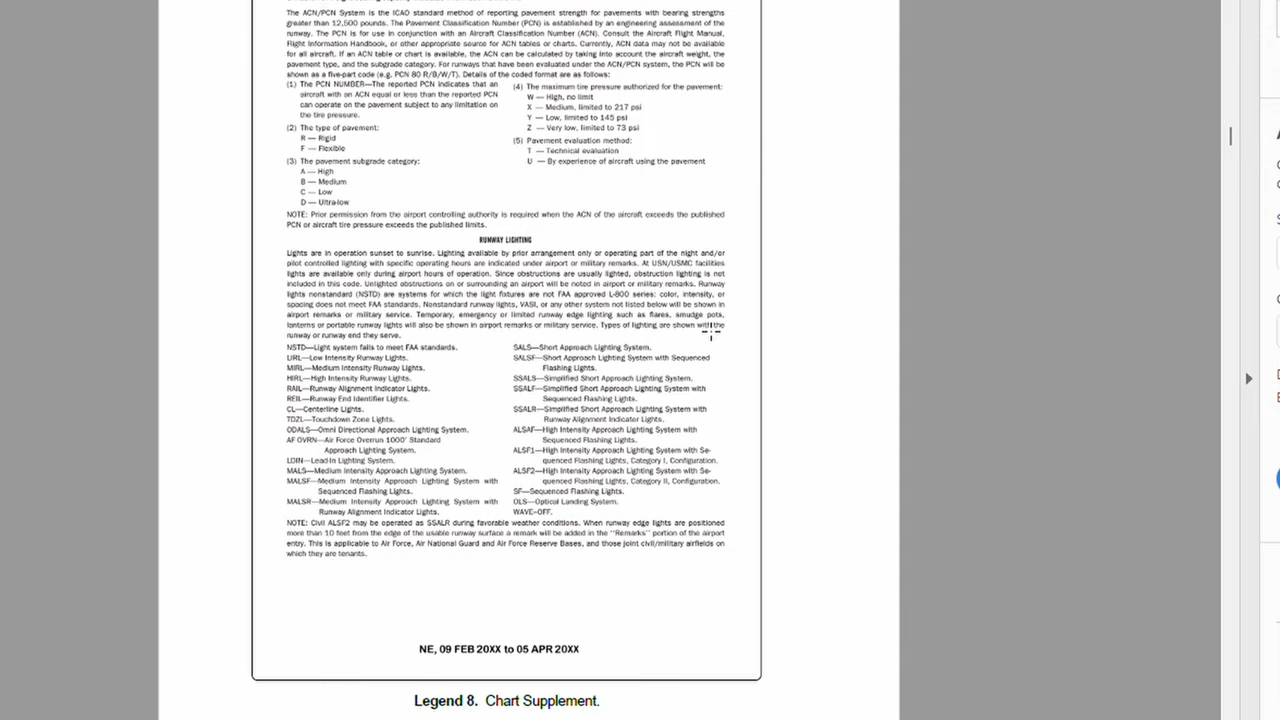 The ACN/PCN System is the ICAO standard method of reporting pavement strength for pavements with bearing strengths
greater than 12,500 pounds. The Pavement Classification Number (PCN) is established by an engineering assessment of the
runway. The PCN is for use in conjunction with an Aircraft Classification Number (ACN). Consult the Aircraft Flight Manual,
Flight Information Handbook, or other appropriate source for ACN tables or charts. Currently, ACN data may not be available
for all aircraft. If an ACN table or chart is available, the ACN can be calculated by taking into account the aircraft weight, the
pavement type, and the subgrade category. For runways that have been evaluated under the ACN/PCN system, the PCN will be
shown as a five-part code (e.g. PCN 80 R/B/W/T). Details of the coded format are as follows:
(1) The PCN NUMBER—The reported PCN indicates that an
aircraft with an ACN equal or less than the reported PCN
can operate on the pavement subject to any limitation on
the tire pressure.
(2) The type of pavement:
R — Rigid
F — Flexible
(3) The pavement subgrade category:
A — High
B — Medium
C — Low
D — Ultra-low
(4) The maximum tire pressure authorized for the pavement:
W — High, no limit
X — Medium, limited to 217 psi
Y — Low, limited to 145 psi
Z — Very low, limited to 73 psi
(5) Pavement evaluation method:
T — Technical evaluation
U — By experience of aircraft using the pavement
NOTE: Prior permission from the airport controlling authority is required when the ACN of the aircraft exceeds the published
PCN or aircraft tire pressure exceeds the published limits.
RUNWAY LIGHTING
Lights are in operation sunset to sunrise. Lighting available by prior arrangement only or operating part of the night and/or
pilot controlled lighting with specific operating hours are indicated under airport or military remarks. At USN/USMC facilities
lights are available only during airport hours of operation. Since obstructions are usually lighted, obstruction lighting is not
included in this code. Unlighted obstructions on or surrounding an airport will be noted in airport or military remarks. Runway
lights nonstandard (NSTD) are systems for which the light fixtures are not FAA approved L-800 series: color, intensity, or
spacing does not meet FAA standards. Nonstandard runway lights, VASI, or any other system not listed below will be shown in
airport remarks or military service. Temporary, emergency or limited runway edge lighting such as flares, smudge pots,
lanterns or portable runway lights will also be shown in airport remarks or military service. Types of lighting are shown with the
runway or runway end they serve.
NSTD—Light system fails to meet FAA standards.
LIRL—Low Intensity Runway Lights.
MIRL—Medium Intensity Runway Lights.
HIRL—High Intensity Runway Lights.
RAIL—Runway Alignment Indicator Lights.
REIL—Runway End Identifier Lights.
CL—Centerline Lights.
TDZL—Touchdown Zone Lights.
ODALS—Omni Directional Approach Lighting System.
AF OVRN—Air Force Overrun 1000' Standard
Approach Lighting System.
LDIN—Lead-In Lighting System.
MALS—Medium Intensity Approach Lighting System.
MALSF—Medium Intensity Approach Lighting System with
Sequenced Flashing Lights.
MALSR—Medium Intensity Approach Lighting System with
Runway Alignment Indicator Lights.
SALS—Short Approach Lighting System.
SALSF—Short Approach Lighting System with Sequenced
Flashing Lights.
SSALS—Simplified Short Approach Lighting System.
SSALF—Simplified Short Approach Lighting System with
Sequenced Flashing Lights.
SSALR—Simplified Short Approach Lighting System with
Runway Alignment Indicator Lights.
ALSAF—High Intensity Approach Lighting System with
Sequenced Flashing Lights.
ALSF1—High Intensity Approach Lighting System with Se-
quenced Flashing Lights, Category I, Configuration.
ALSF2—High Intensity Approach Lighting System with Se-
quenced Flashing Lights, Category II, Configuration.
SF—Sequenced Flashing Lights.
OLS—Optical Landing System.
WAVE–OFF.
NOTE: Civil ALSF2 may be operated as SSALR during favorable weather conditions. When runway edge lights are positioned
more than 10 feet from the edge of the usable runway surface a remark will be added in the "Remarks" portion of the airport
entry. This is applicable to Air Force, Air National Guard and Air Force Reserve Bases, and those joint civil/military airfields on
which they are tenants.
NE, 09 FEB 20XX to 05 APR 20XX
Legend 8. Chart Supplement.